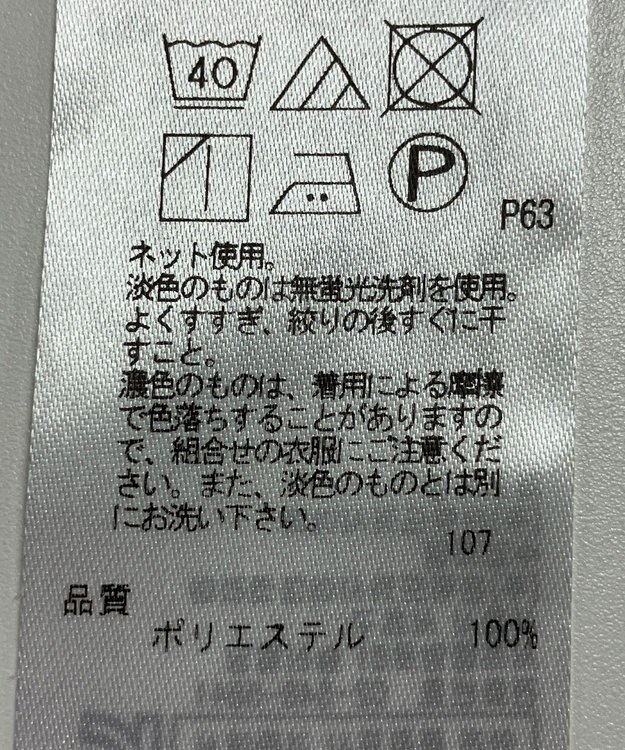 40
P
P63
ネット使用。
淡色のものは無蛍光洗剤を使用。
よくすすぎ、絞りの後すぐに干
すこと。
濃色のものは、着用による摩擦
で色落ちすることがありますの
で、組合せの衣服にご注意くだ
さい。また、淡色のものとは別
にお洗い下さい。
107
品質
ポリエステル 100%